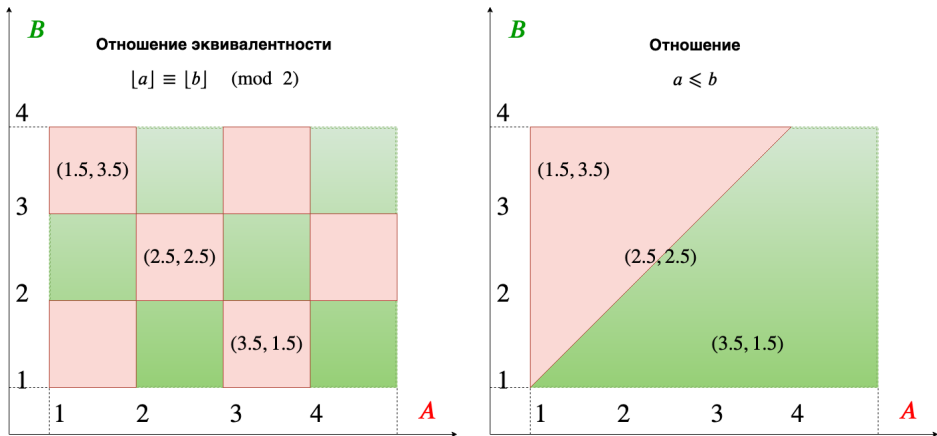 B
Отношение эквивалентности
⌊a⌋ ≡ ⌊b⌋ (mod 2)
4
(1.5, 3.5)
3
(2.5, 2.5)
2
(3.5, 1.5)
1
1 2 3 4 A
B
Отношение
a ⩽ b
4
(1.5, 3.5)
3
(2.5, 2.5)
2
(3.5, 1.5)
1
1 2 3 4 A